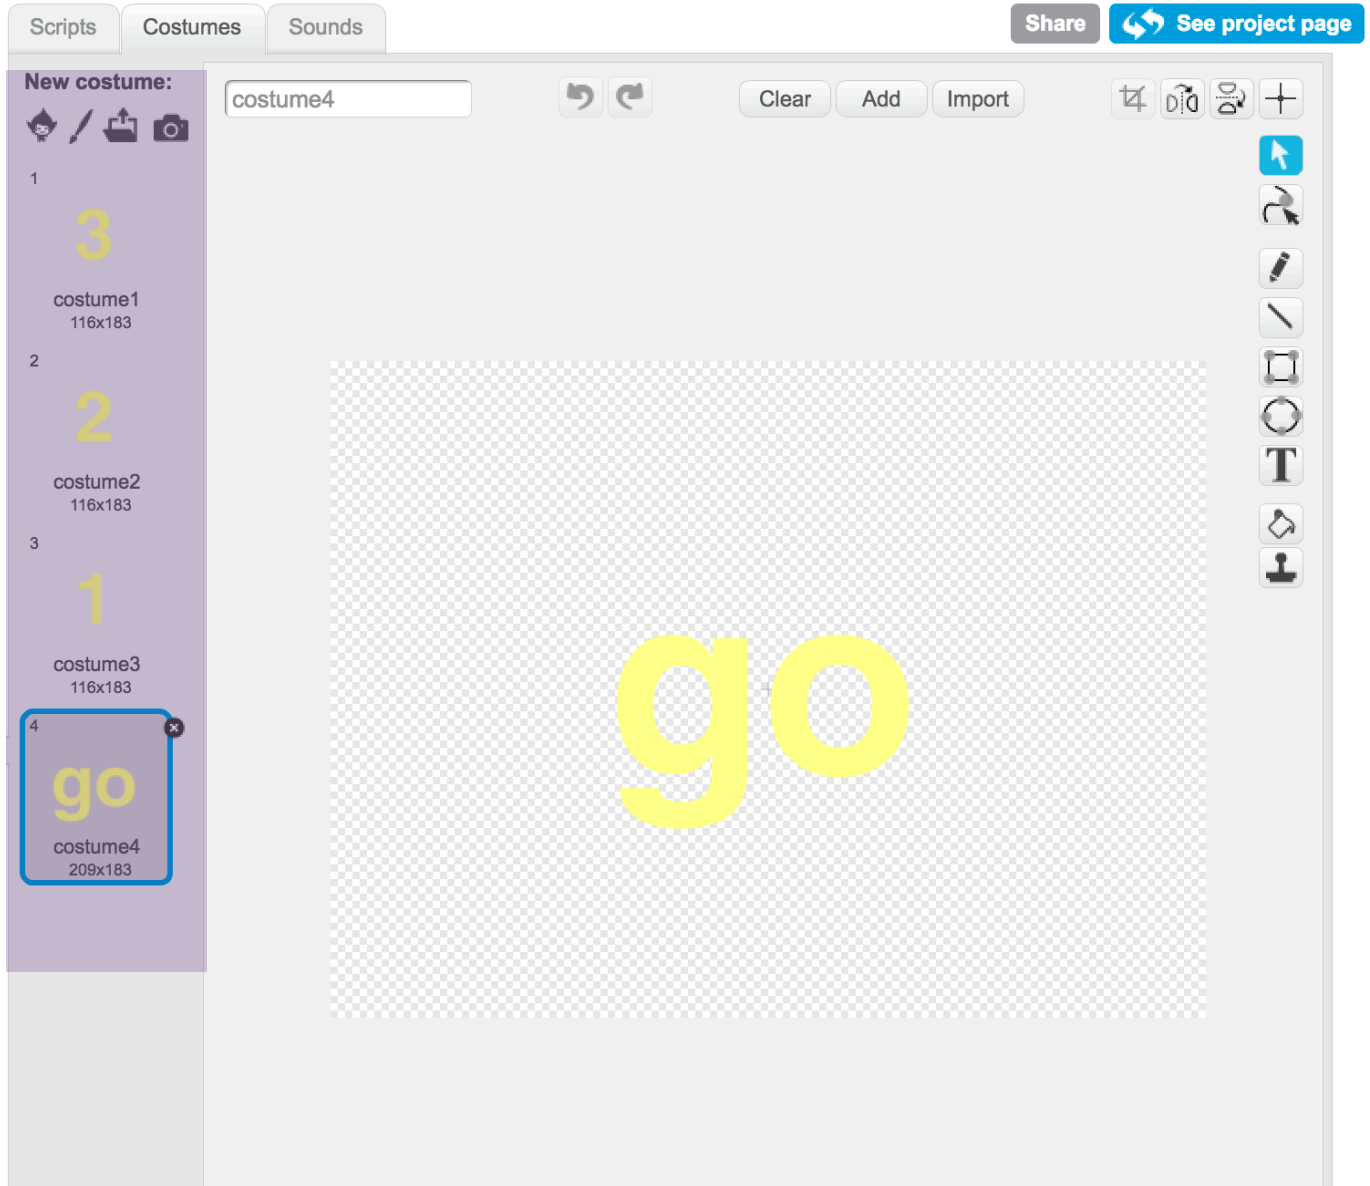 Scripts
Costumes
Sounds
Share
See project page
New costume:
costume4
Clear
Add
Import
1
3
costume1
116x183
2
2
costume2
116x183
3
1
costume3
116x183
4
go
costume4
209x183
go
T